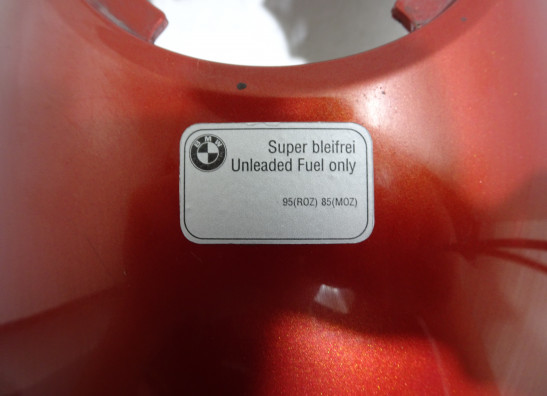 BMW
Super bleifrei
Unleaded Fuel only
95(ROZ) 85(MOZ)